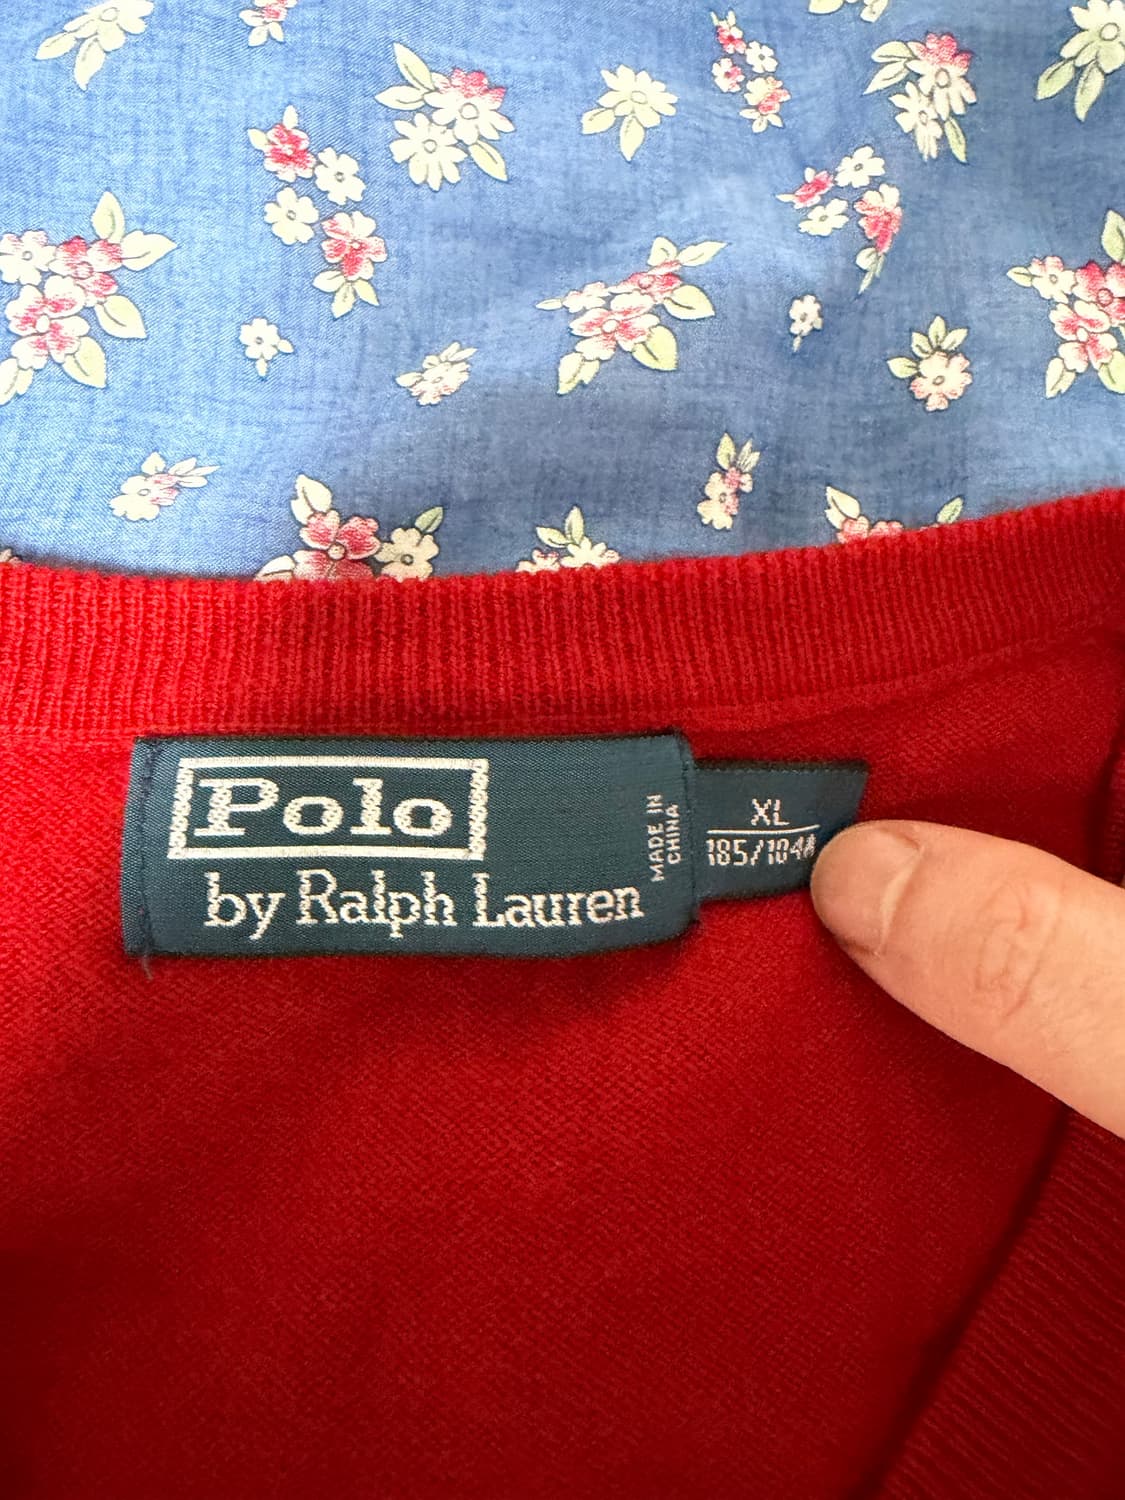 Polo
by Ralph Lauren
MADE IN
CHINA
XL
185/104A